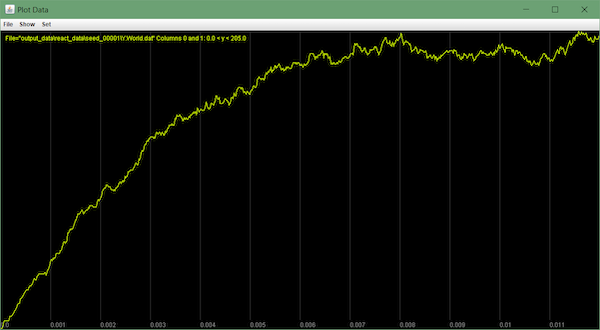 Plot Data
File Show Set
File="output_data\react_data\seed_00001\Y.World.dat" Columns 0 and 1: 0.0 < y < 205.0
0 0.001 0.002 0.003 0.004 0.005 0.006 0.007 0.008 0.009 0.01 0.011